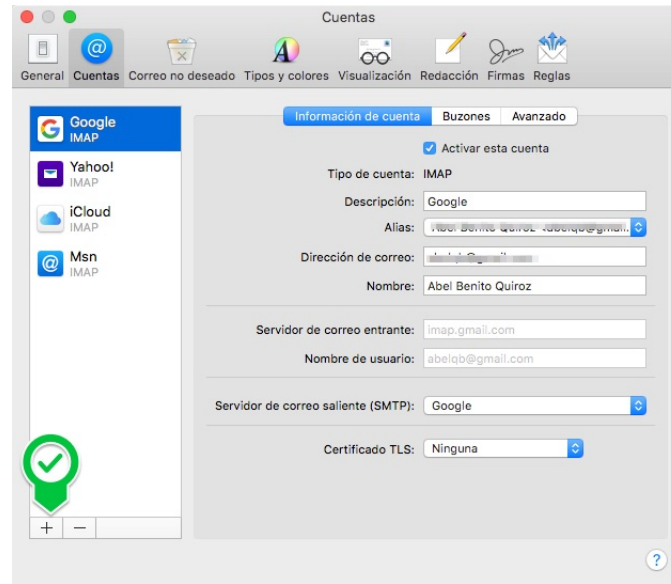 Cuentas
General Cuentas Correo no deseado Tipos y colores Visualización Redacción Firmas Reglas
Google
IMAP
Yahoo!
IMAP
iCloud
IMAP
Msn
IMAP
+ −
Información de cuenta Buzones Avanzado
Activar esta cuenta
Tipo de cuenta: IMAP
Descripción: Google
Alias:
Dirección de correo:
Nombre: Abel Benito Quiroz
Servidor de correo entrante: imap.gmail.com
Nombre de usuario: abelqb@gmail.com
Servidor de correo saliente (SMTP): Google
Certificado TLS: Ninguna
?